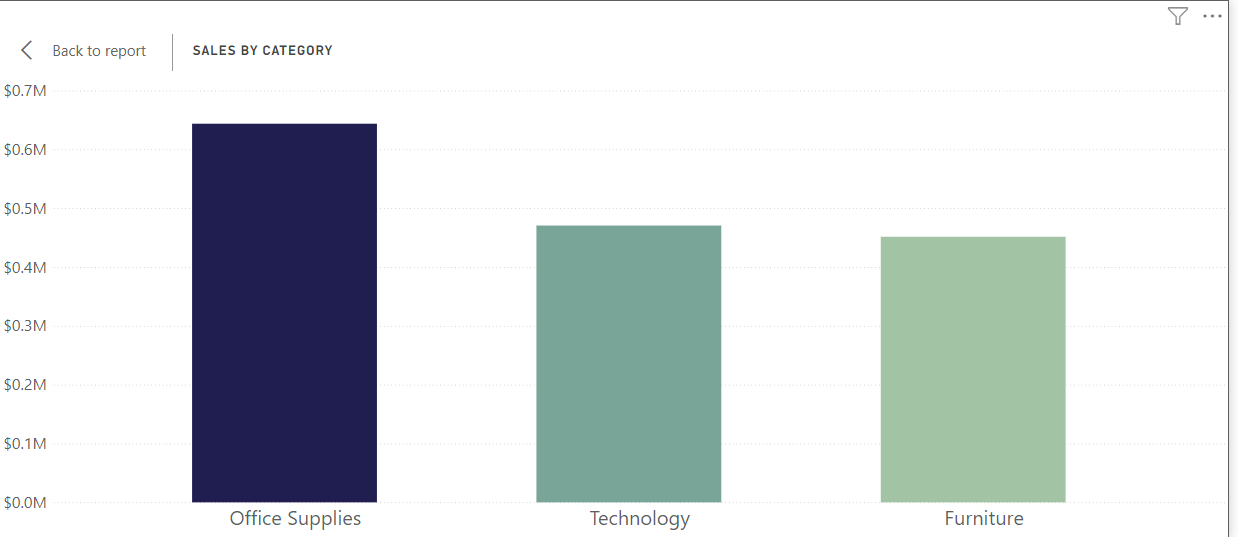 Back to report
SALES BY CATEGORY
$0.7M
$0.6M
$0.5M
$0.4M
$0.3M
$0.2M
$0.1M
$0.0M
Office Supplies
Technology
Furniture